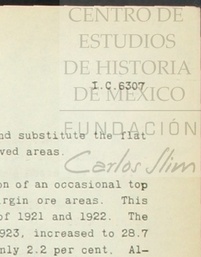 CENTRO DE
ESTUDIOS
DE HISTORIA
I.C.6307
DE MEXICO
nd substitute the flat
FUNDACIÓN
ved areas.
Carlos Slim
on of an occasional top
rgin ore areas. This
of 1921 and 1922. The
923, increased to 28.7
nly 2.2 per cent. Al-